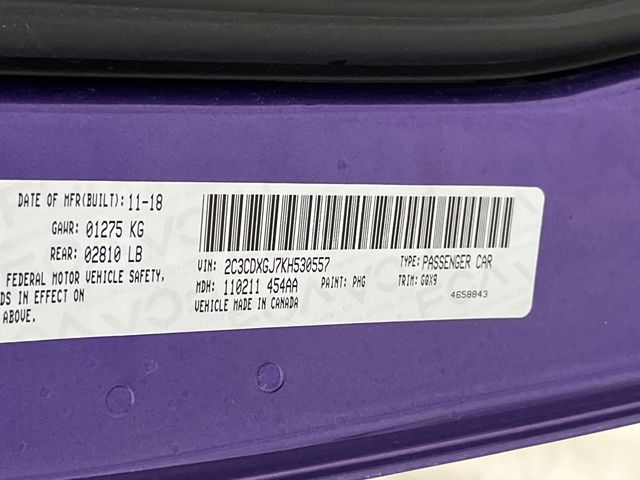 DATE OF MFR(BUILT): 11-18
GAWR: 01275 KG
REAR: 02810 LB
FEDERAL MOTOR VEHICLE SAFETY,
DS IN EFFECT ON
ABOVE.
VIN: 2C3CDXGJ7KH530557
TYPE: PASSENGER CAR
MDH: 110211 454AA
PAINT: PHG
TRIM: GQX9
VEHICLE MADE IN CANADA
4658843